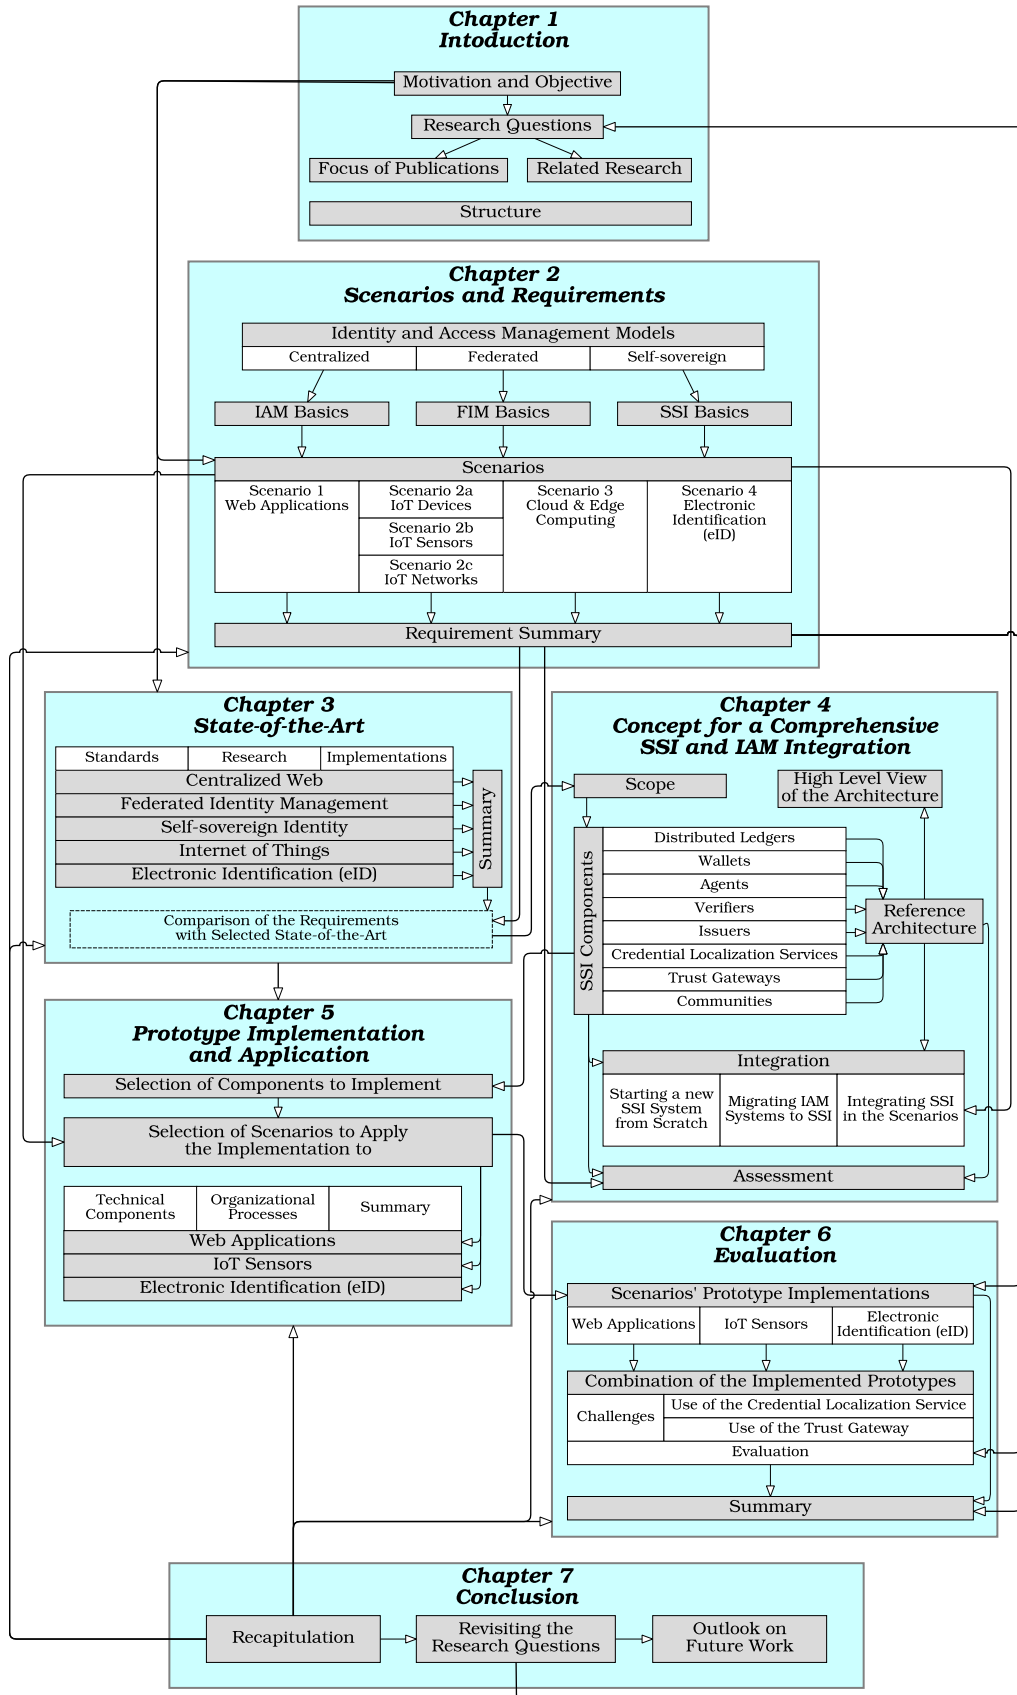 Chapter 1
Intoduction
Motivation and Objective
Research Questions
Focus of Publications
Related Research
Structure
Chapter 2
Scenarios and Requirements
Identity and Access Management Models
Centralized
Federated
Self-sovereign
IAM Basics
FIM Basics
SSI Basics
Scenarios
Scenario 1
Web Applications
Scenario 2a
IoT Devices
Scenario 2b
IoT Sensors
Scenario 2c
IoT Networks
Scenario 3
Cloud & Edge
Computing
Scenario 4
Electronic
Identification
(eID)
Requirement Summary
Chapter 3
State-of-the-Art
Standards
Research
Implementations
Centralized Web
Federated Identity Management
Self-sovereign Identity
Internet of Things
Electronic Identification (eID)
Summary
Comparison of the Requirements
with Selected State-of-the-Art
Chapter 4
Concept for a Comprehensive
SSI and IAM Integration
Scope
High Level View
of the Architecture
SSI Components
Distributed Ledgers
Wallets
Agents
Verifiers
Issuers
Credential Localization Services
Trust Gateways
Communities
Reference
Architecture
Integration
Starting a new
SSI System
from Scratch
Migrating IAM
Systems to SSI
Integrating SSI
in the Scenarios
Assessment
Chapter 5
Prototype Implementation
and Application
Selection of Components to Implement
Selection of Scenarios to Apply
the Implementation to
Technical
Components
Organizational
Processes
Summary
Web Applications
IoT Sensors
Electronic Identification (eID)
Chapter 6
Evaluation
Scenarios' Prototype Implementations
Web Applications
IoT Sensors
Electronic
Identification (eID)
Combination of the Implemented Prototypes
Challenges
Use of the Credential Localization Service
Use of the Trust Gateway
Evaluation
Summary
Chapter 7
Conclusion
Recapitulation
Revisiting the
Research Questions
Outlook on
Future Work